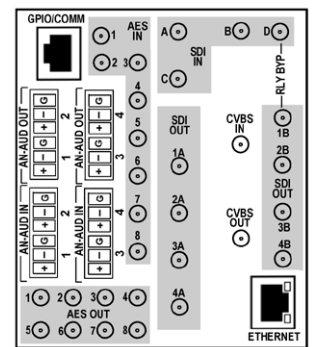 GPIO/COMM
1
AES
IN
2
3
4
5
6
7
8
A
B
D
SDI
IN
C
RLY BYP
AN-AUD OUT
G
-
+
G
-
+
1
2
G
-
+
G
-
+
3
4
AN-AUD IN
G
-
+
G
-
+
1
2
G
-
+
G
-
+
3
4
SDI
OUT
1A
2A
3A
4A
CVBS
IN
CVBS
OUT
1B
2B
SDI
OUT
3B
4B
1 2 3 4
AES OUT
5 6 7 8
ETHERNET